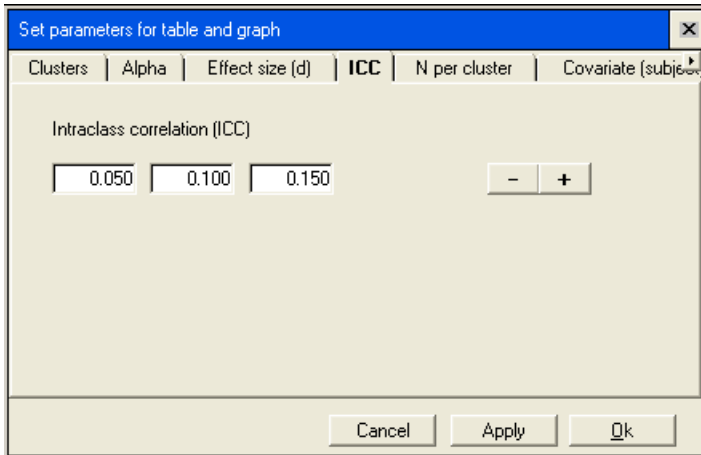 Set parameters for table and graph
Clusters Alpha Effect size (d) ICC N per cluster Covariate (subje
Intraclass correlation (ICC)
0.050 0.100 0.150 - +
Cancel Apply Ok